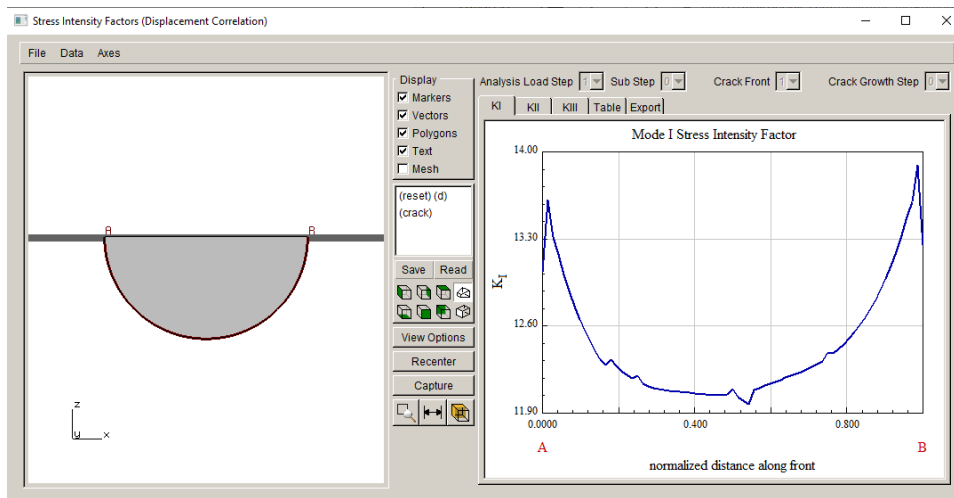 Stress Intensity Factors (Displacement Correlation)
File Data Axes
A B
z
y x
Display
Markers
Vectors
Polygons
Text
Mesh
(reset) (d)
(crack)
Save Read
View Options
Recenter
Capture
Analysis Load Step 1 Sub Step 0 Crack Front 1 Crack Growth Step 0
KI KII KIII Table Export
Mode I Stress Intensity Factor
14.00
13.30
K_I
12.60
11.90
0.0000 0.400 0.800
A B
normalized distance along front